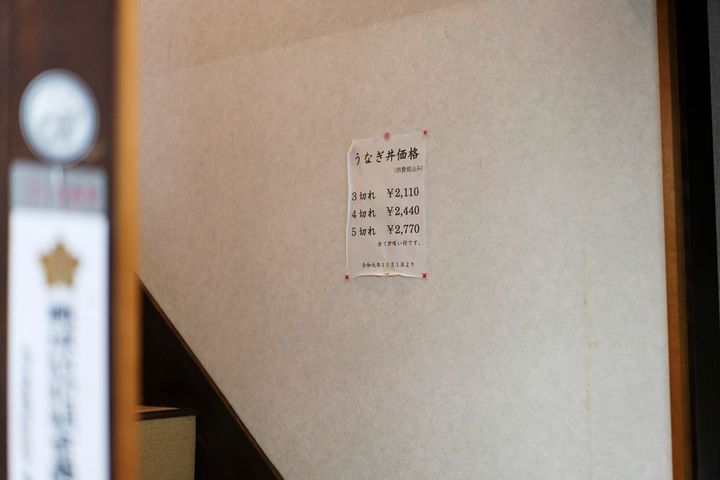 うなぎ丼価格
(消費税込み)
3切れ ￥2,110
4切れ ￥2,440
5切れ ￥2,770
全て肝吸い付です。
令和元年10月1日より